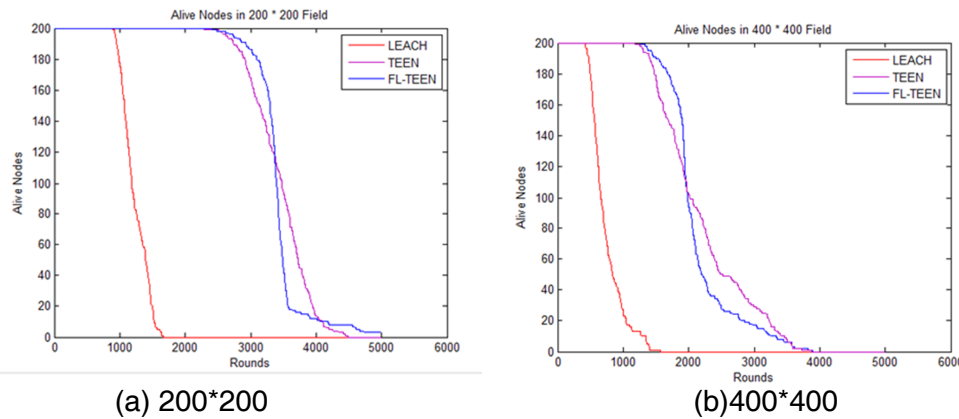 Alive Nodes in 200 * 200 Field
200
180
160
140
120
100
80
60
40
20
0
Alive Nodes
LEACH
TEEN
FL-TEEN
0 1000 2000 3000 4000 5000 6000
Rounds
(a) 200*200
Alive Nodes in 400 * 400 Field
200
180
160
140
120
100
80
60
40
20
0
Alive Nodes
LEACH
TEEN
FL-TEEN
0 1000 2000 3000 4000 5000 6000
Rounds
(b)400*400